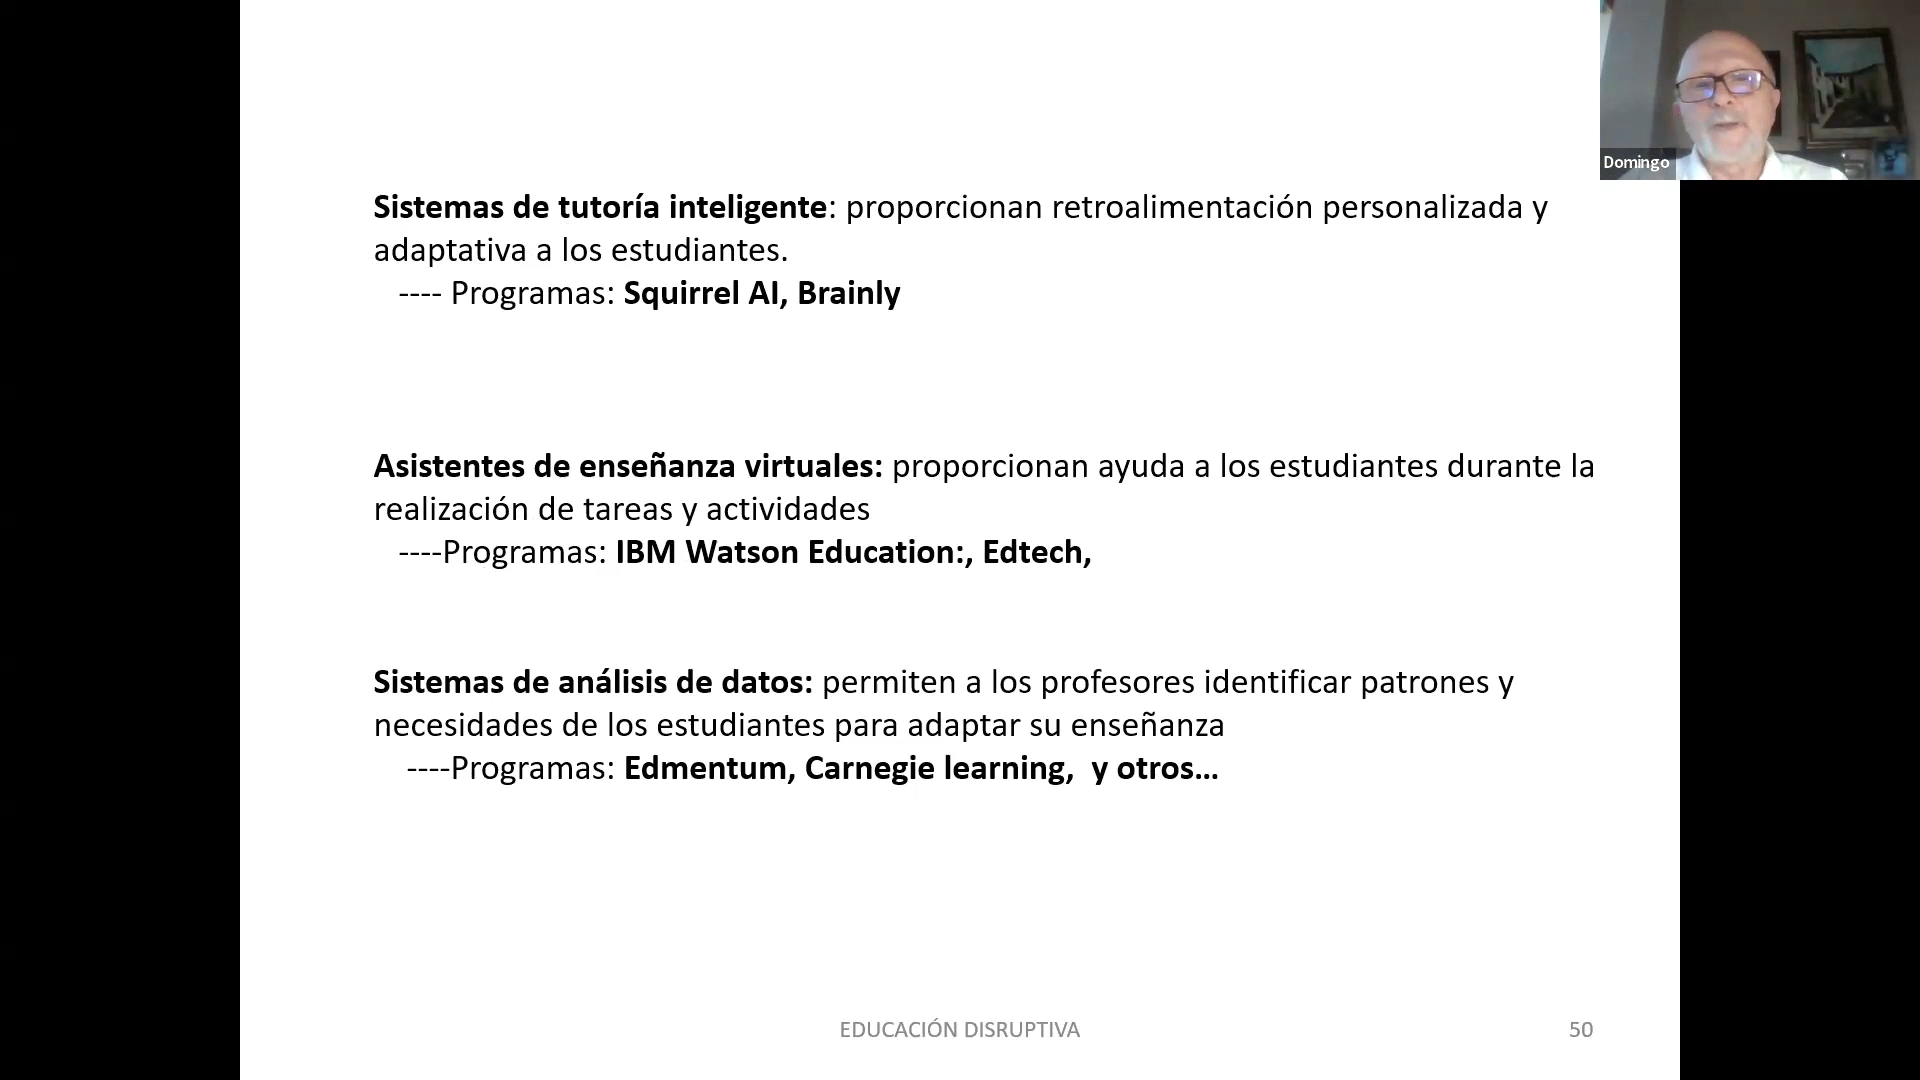 Domingo
Sistemas de tutoría inteligente: proporcionan retroalimentación personalizada y
adaptativa a los estudiantes.
---- Programas: Squirrel AI, Brainly
Asistentes de enseñanza virtuales: proporcionan ayuda a los estudiantes durante la
realización de tareas y actividades
----Programas: IBM Watson Education:, Edtech,
Sistemas de análisis de datos: permiten a los profesores identificar patrones y
necesidades de los estudiantes para adaptar su enseñanza
----Programas: Edmentum, Carnegie learning,  y otros...
EDUCACIÓN DISRUPTIVA
50